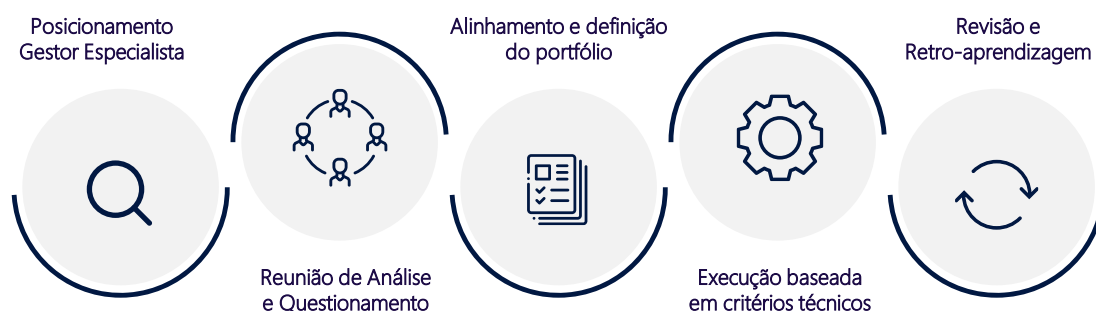 Posicionamento
Gestor Especialista
Reunião de Análise
e Questionamento
Alinhamento e definição
do portfólio
Execução baseada
em critérios técnicos
Revisão e
Retro-aprendizagem